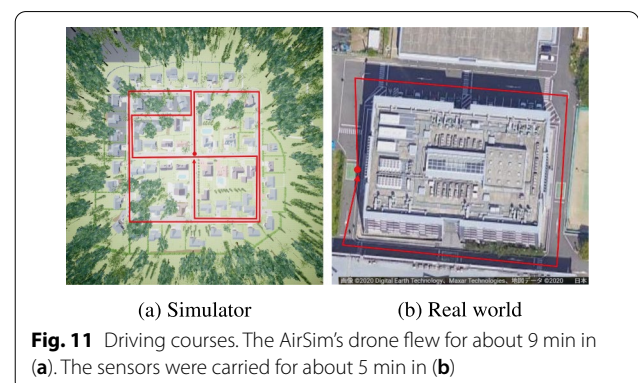 画像 ©2020 Digital Earth Technology、Maxar Technologies、地図データ ©2020 日本
(a) Simulator
(b) Real world
Fig. 11 Driving courses. The AirSim’s drone flew for about 9 min in
(a). The sensors were carried for about 5 min in (b)